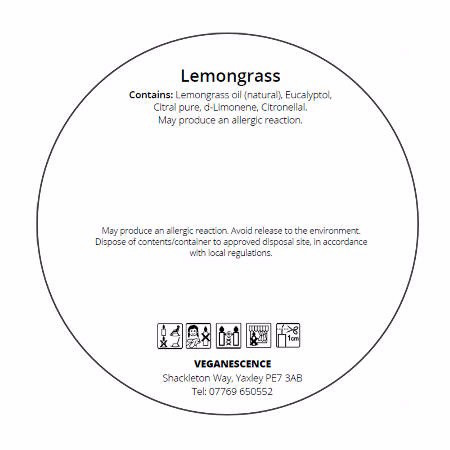 Lemongrass
Contains: Lemongrass oil (natural), Eucalyptol,
Citral pure, d-Limonene, Citronellal.
May produce an allergic reaction.
May produce an allergic reaction. Avoid release to the environment.
Dispose of contents/container to approved disposal site, in accordance
with local regulations.
1cm
VEGANESCENCE
Shackleton Way, Yaxley PE7 3AB
Tel: 07769 650552